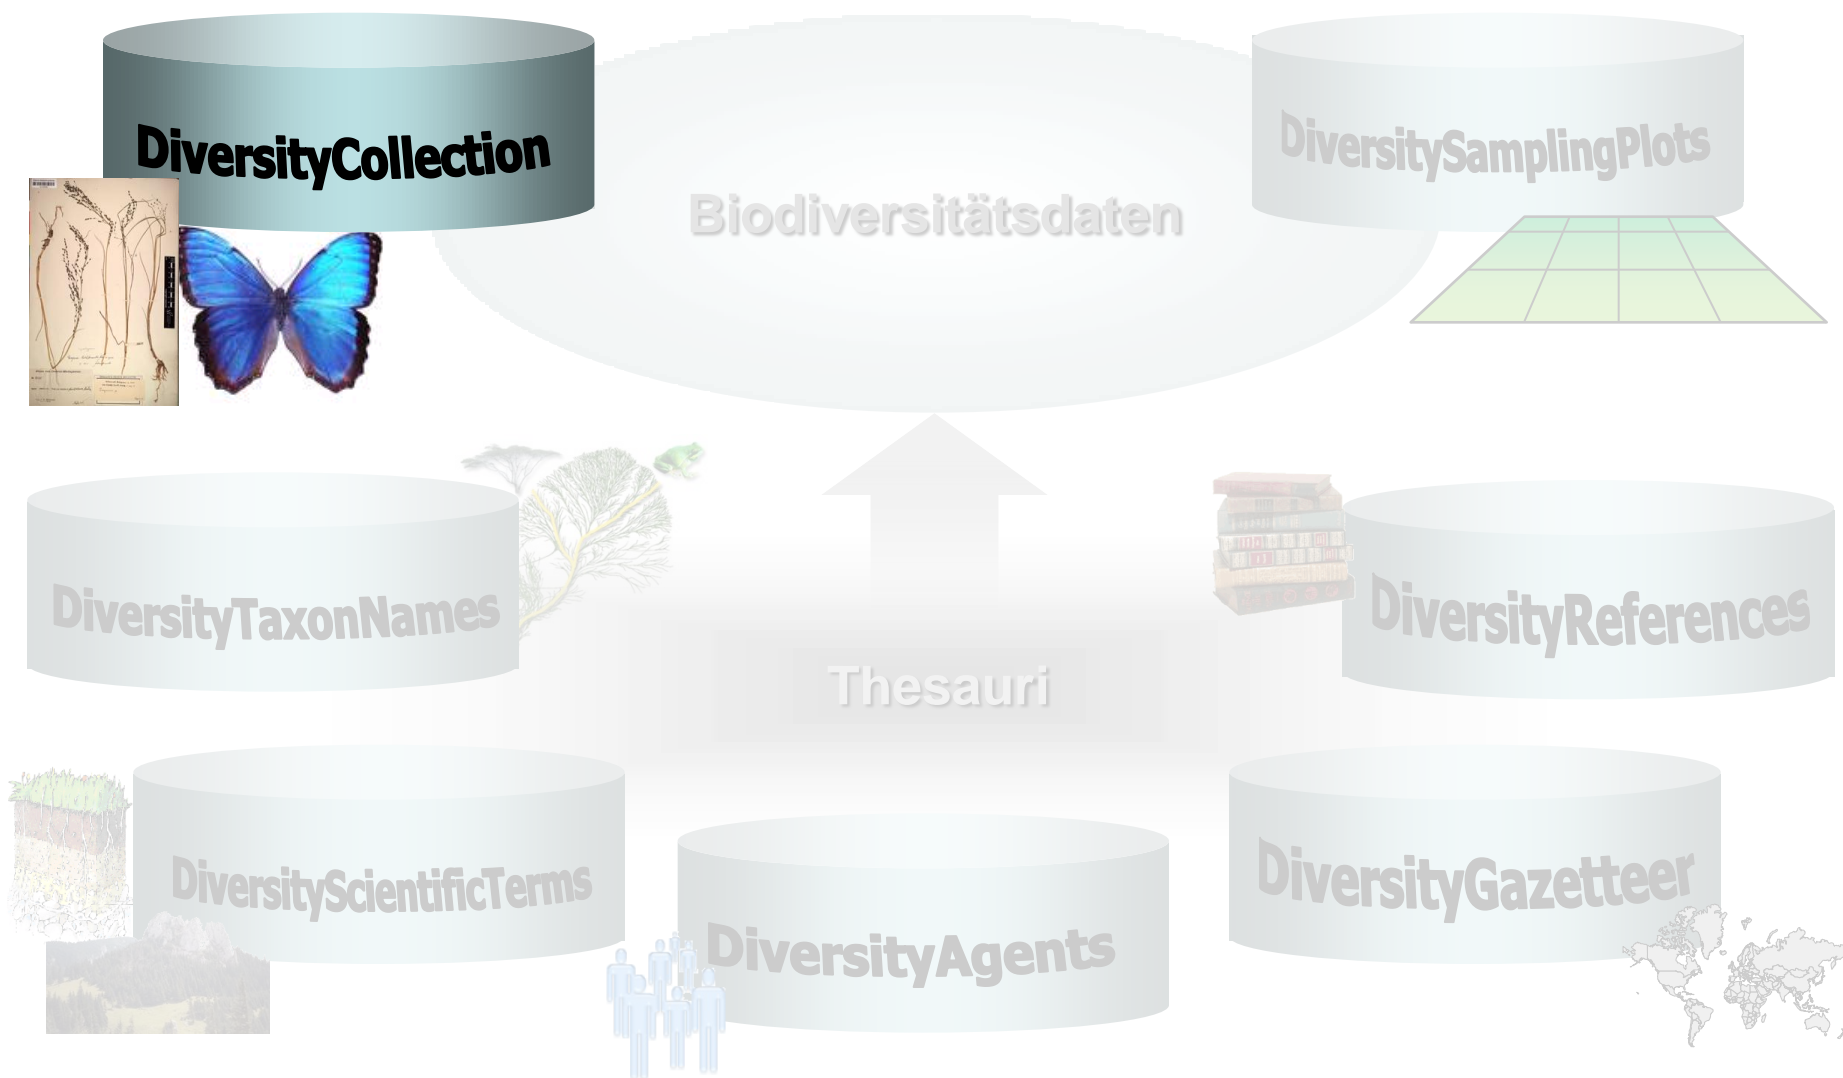 DiversityCollection
DiversitySamplingPlots
Biodiversitätsdaten
DiversityTaxonNames
DiversityReferences
Thesauri
DiversityScientificTerms
DiversityGazetteer
DiversityAgents